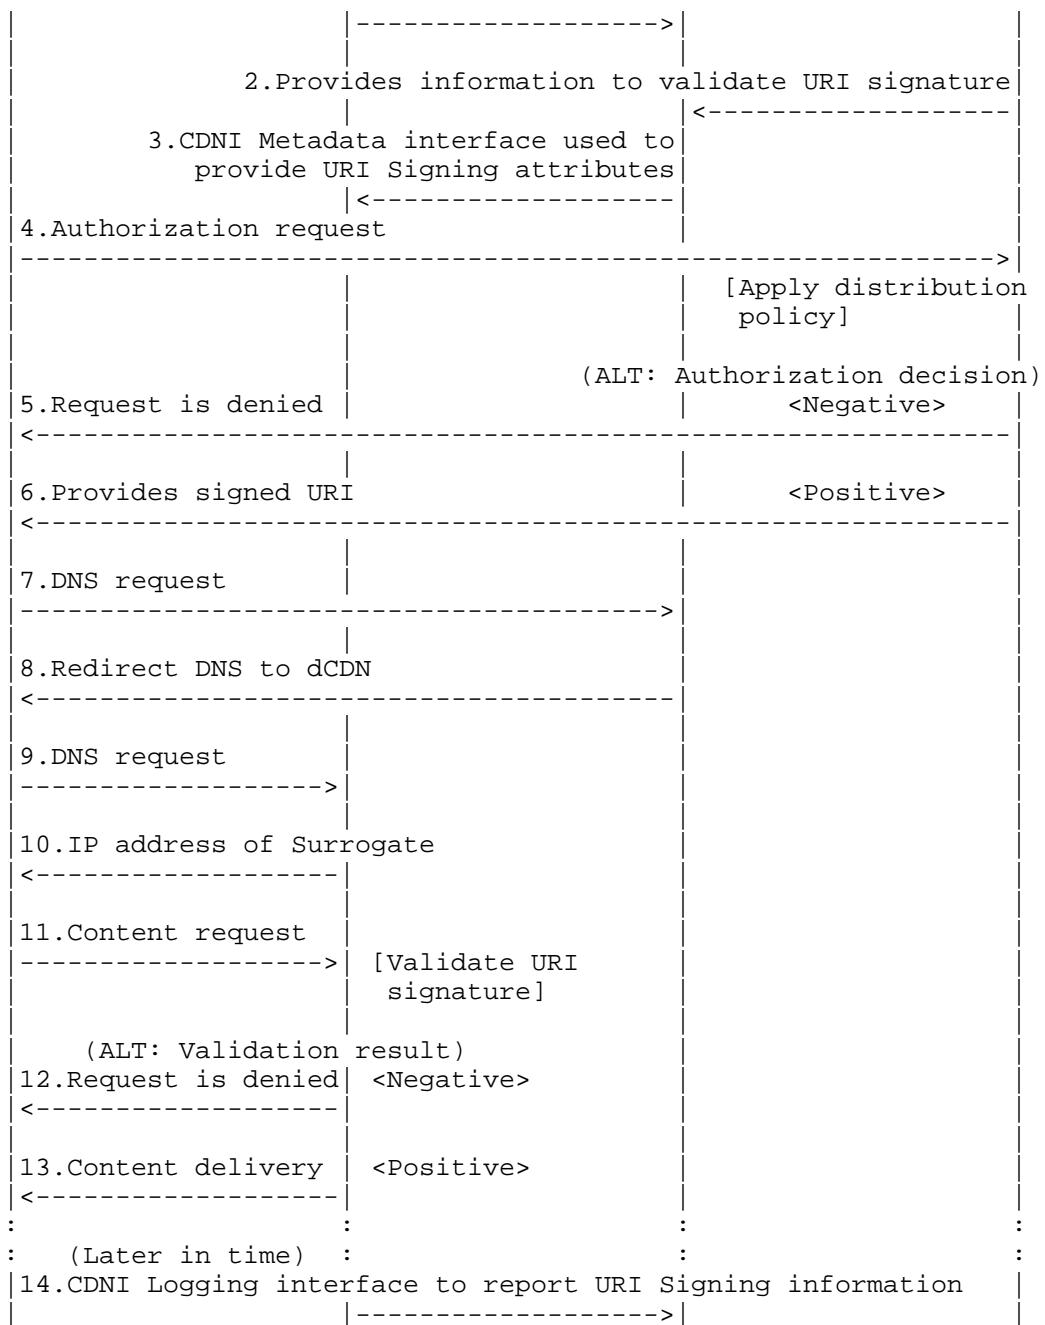 |                    |------------------->|                    |
|                    |                    |                    |
|              2.Provides information to validate URI signature|
|                    |                    |<-------------------|
|        3.CDNI Metadata interface used to|                    |
|           provide URI Signing attributes|                    |
|                    |<-------------------|                    |
|4.Authorization request                  |                    |
|------------------------------------------------------------->|
|                    |                    |  [Apply distribution
|                    |                    |   policy]          |
|                    |                    |                    |
|                    |             (ALT: Authorization decision)
|5.Request is denied |                    |      <Negative>    |
|<-------------------------------------------------------------|
|                    |                    |                    |
|6.Provides signed URI                    |      <Positive>    |
|<-------------------------------------------------------------|
|                    |                    |                    |
|7.DNS request       |                    |                    |
|---------------------------------------->|                    |
|                    |                    |                    |
|8.Redirect DNS to dCDN                   |                    |
|<----------------------------------------|                    |
|                    |                    |                    |
|9.DNS request       |                    |                    |
|------------------->|                    |                    |
|                    |                    |                    |
|10.IP address of Surrogate               |                    |
|<-------------------|                    |                    |
|                    |                    |                    |
|11.Content request  |                    |                    |
|------------------->| [Validate URI      |                    |
|                    |  signature]        |                    |
|                    |                    |                    |
|    (ALT: Validation result)             |                    |
|12.Request is denied| <Negative>         |                    |
|<-------------------|                    |                    |
|                    |                    |                    |
|13.Content delivery | <Positive>         |                    |
|<-------------------|                    |                    |
:                    :                    :                    :
:   (Later in time)  :                    :                    :
|14.CDNI Logging interface to report URI Signing information   |
|                    |------------------->|                    |